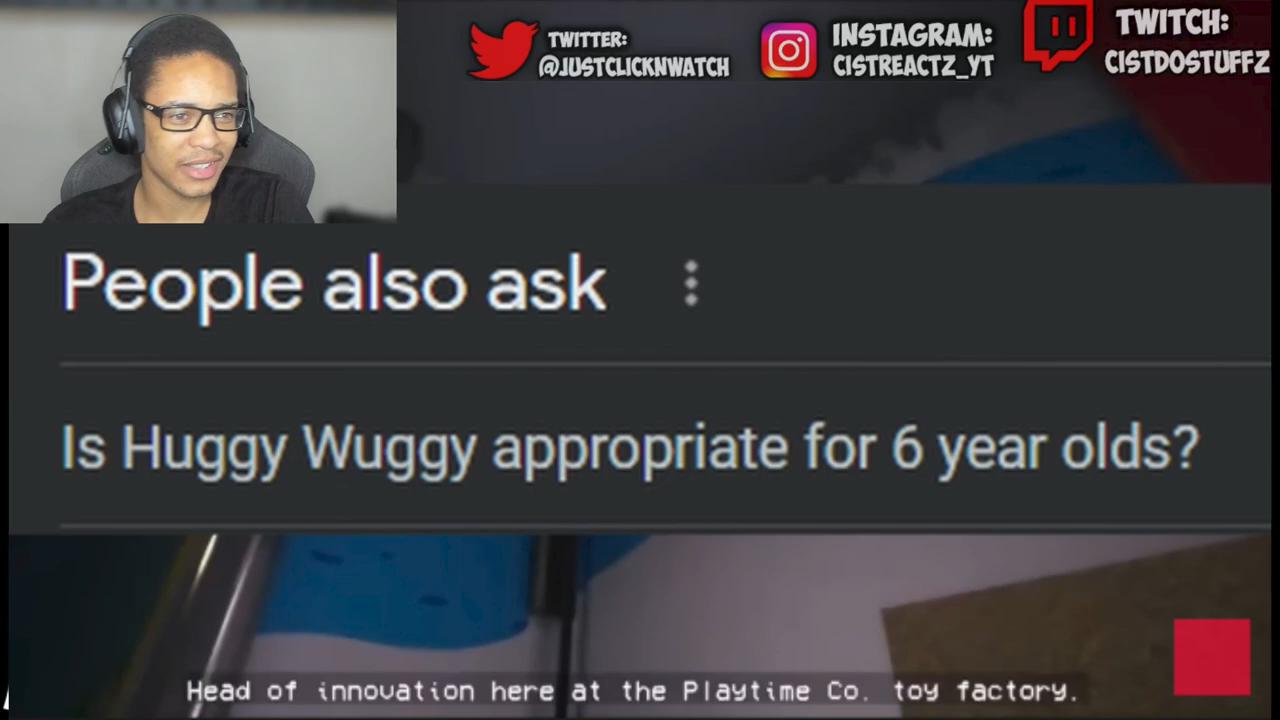 TWITTER:
@JUSTCLICKNWATCH
INSTAGRAM:
CISTREACTZ_YT
TWITCH:
CISTDOSTUFFZ
People also ask
Is Huggy Wuggy appropriate for 6 year olds?
Head of innovation here at the Playtime Co. toy factory.